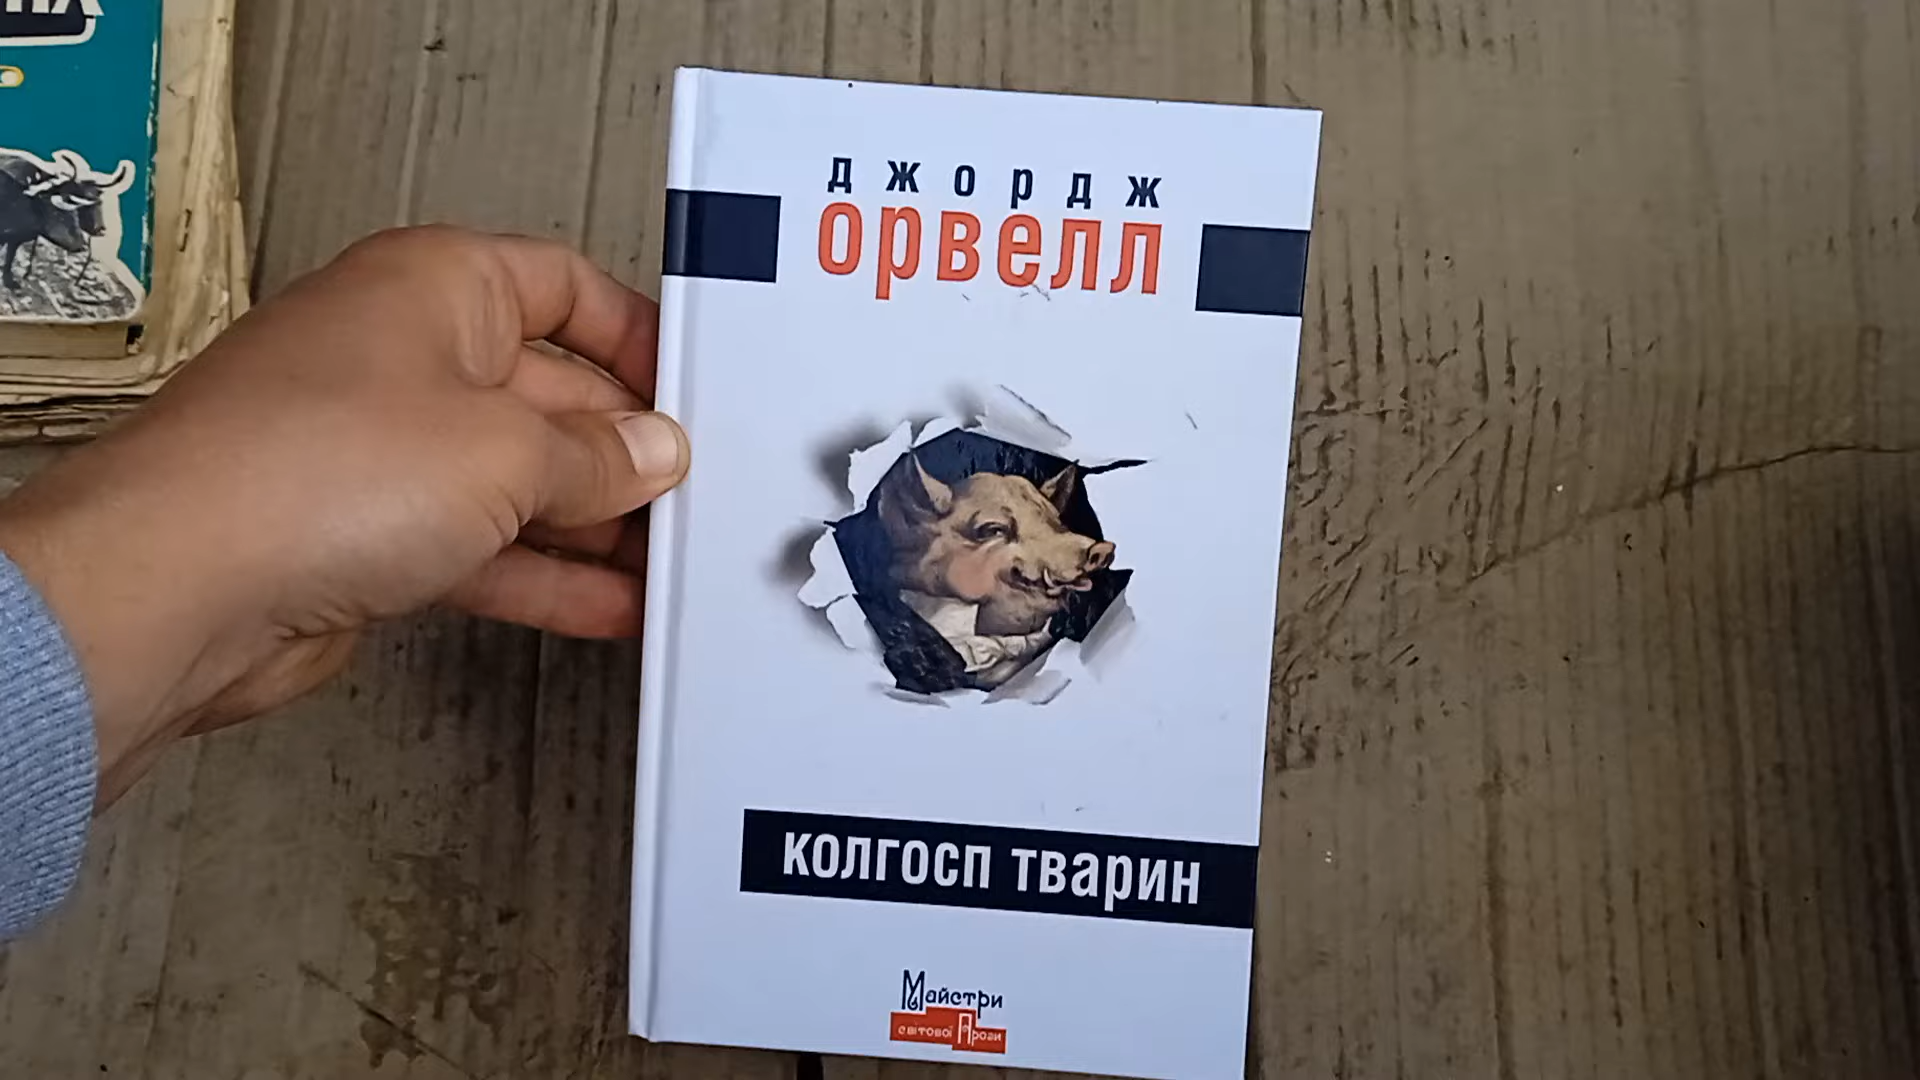 джордж
орвелл
колгосп тварин
Майстри
світової Прози